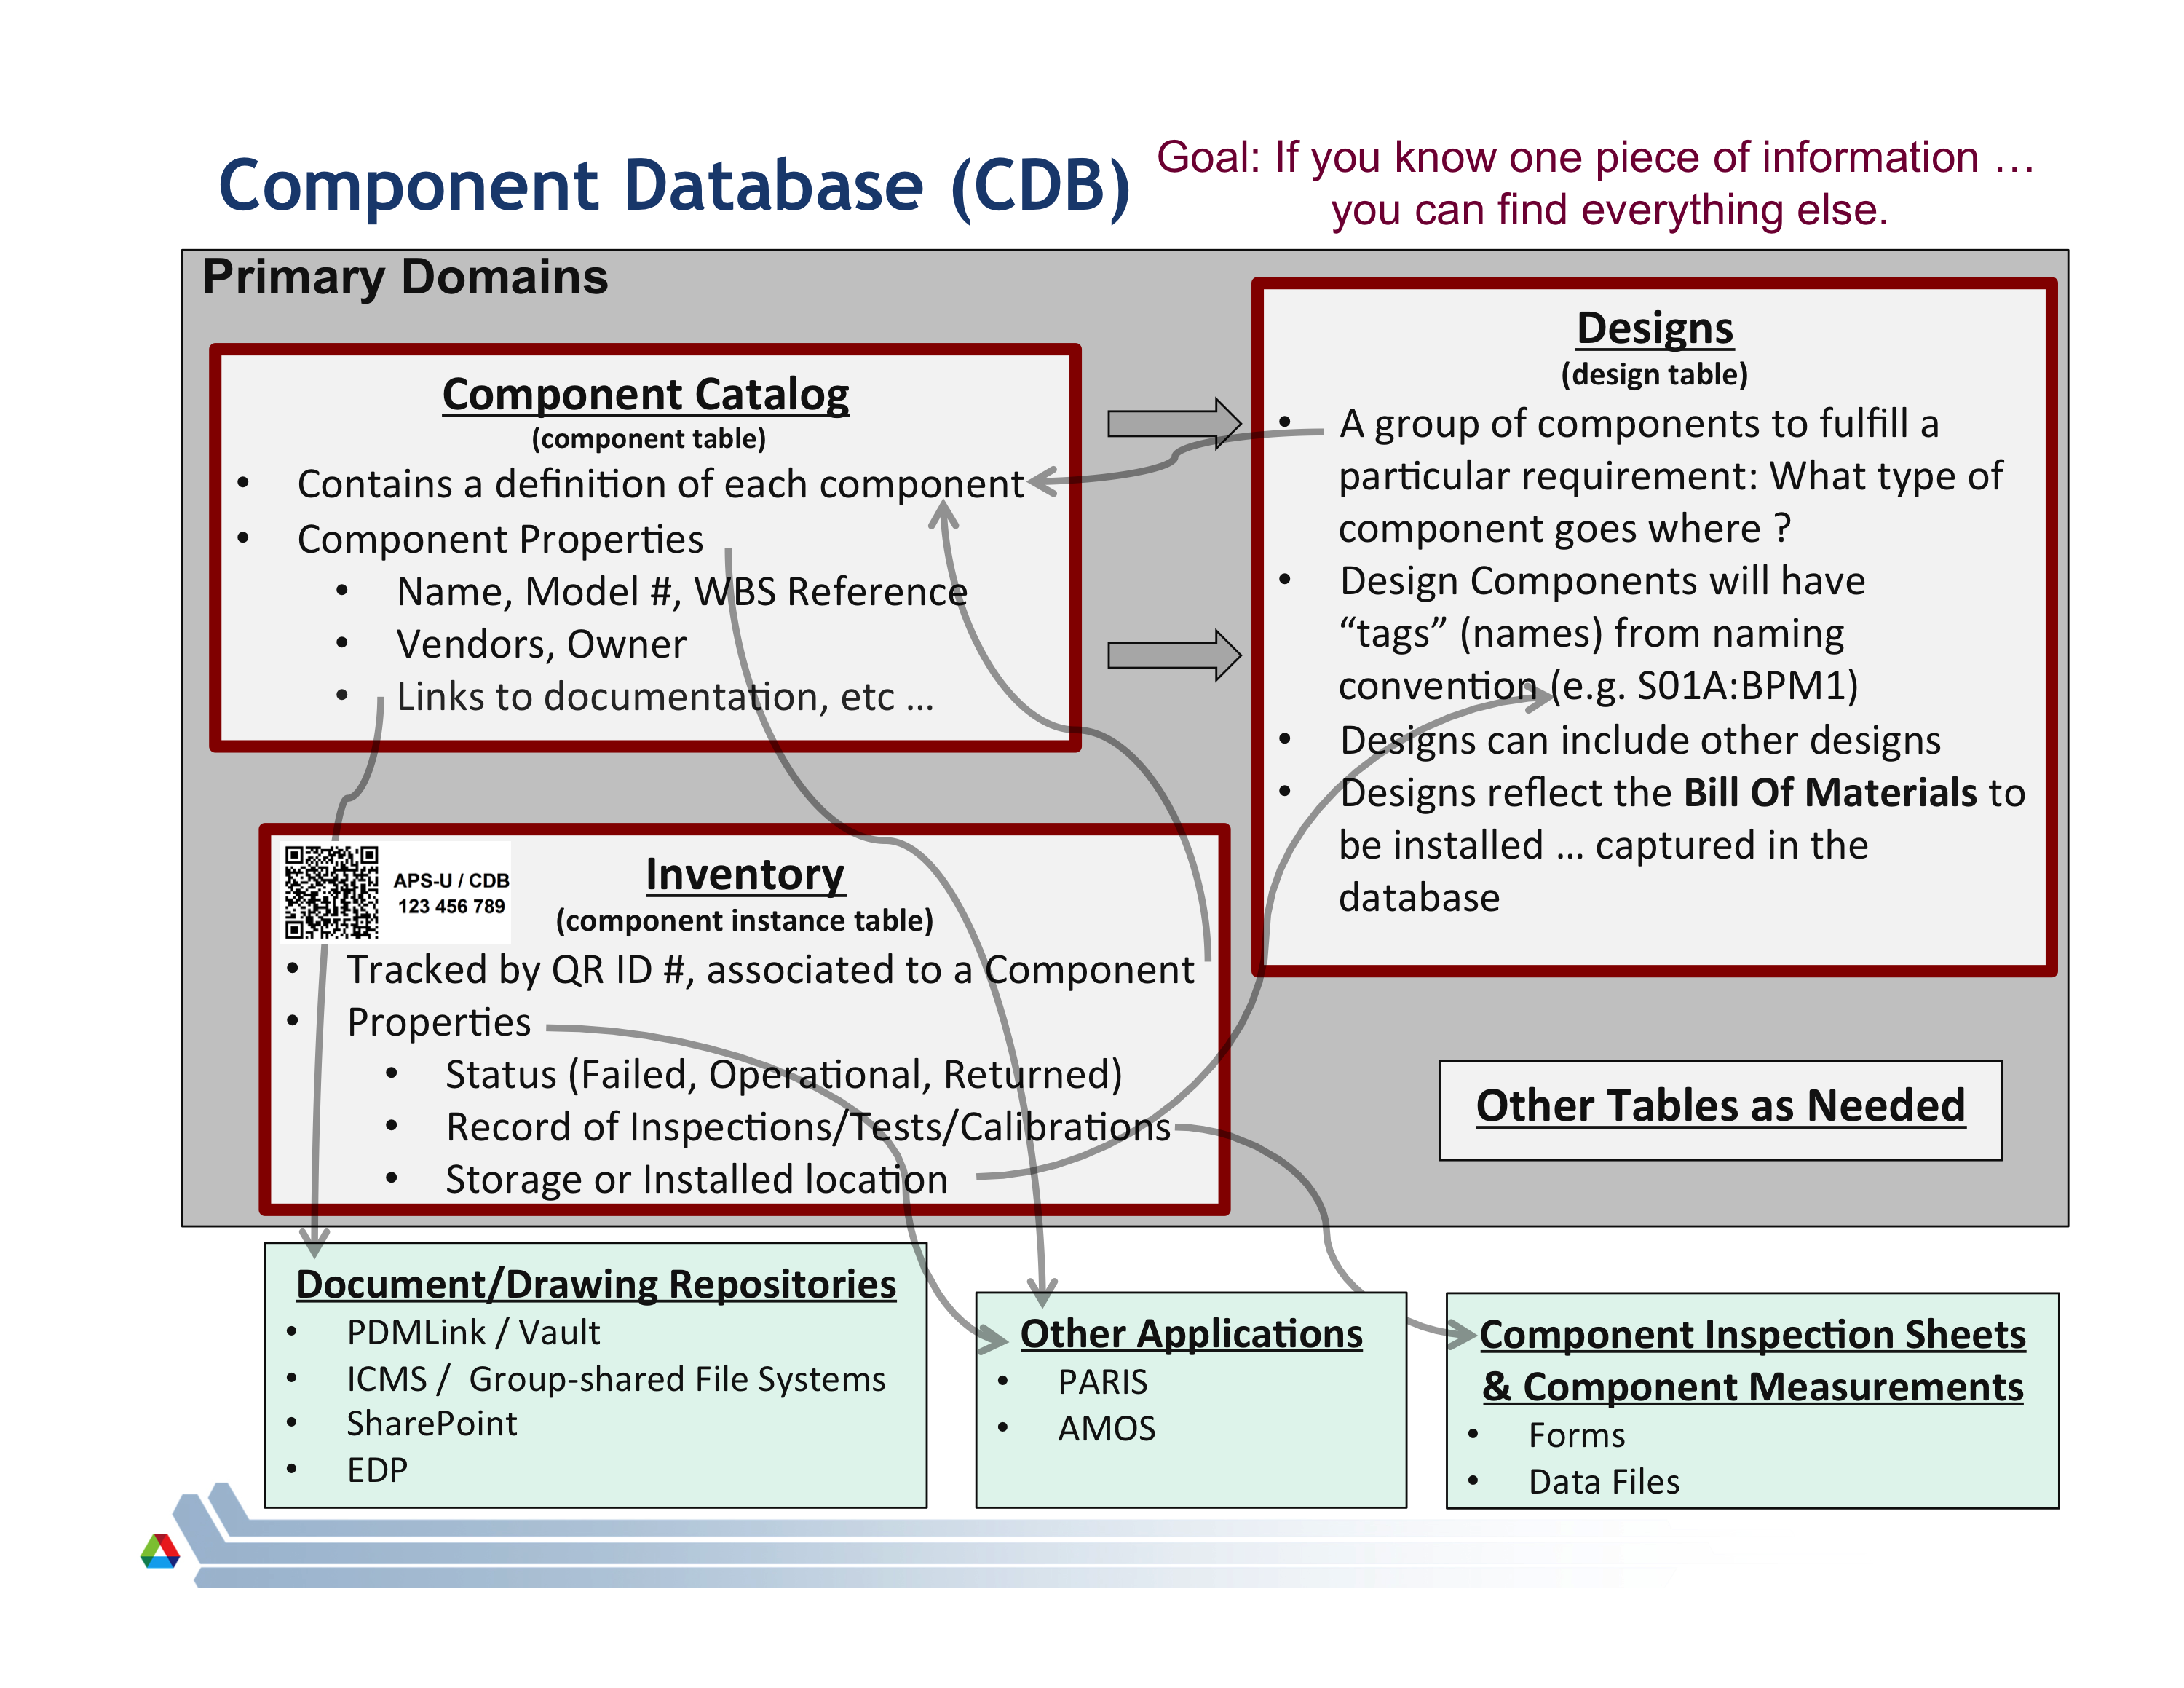 Component Database (CDB)
Goal: If you know one piece of information …
you can find everything else.
Primary Domains
Component Catalog
(component table)
• Contains a definition of each component
• Component Properties
• Name, Model #, WBS Reference
• Vendors, Owner
• Links to documentation, etc …
Designs
(design table)
• A group of components to fulfill a
particular requirement: What type of
component goes where ?
• Design Components will have
“tags” (names) from naming
convention (e.g. S01A:BPM1)
• Designs can include other designs
• Designs reflect the Bill Of Materials to
be installed … captured in the
database
APS-U / CDB
123 456 789
Inventory
(component instance table)
• Tracked by QR ID #, associated to a Component
• Properties
• Status (Failed, Operational, Returned)
• Record of Inspections/Tests/Calibrations
• Storage or Installed location
Other Tables as Needed
Document/Drawing Repositories
• PDMLink / Vault
• ICMS / Group-shared File Systems
• SharePoint
• EDP
Other Applications
• PARIS
• AMOS
Component Inspection Sheets
& Component Measurements
• Forms
• Data Files